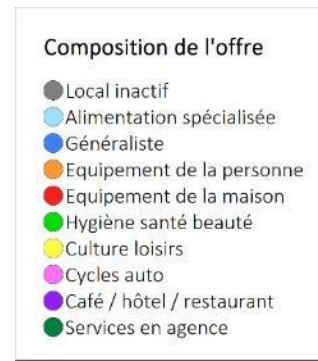 Composition de l'offre
Local inactif
Alimentation spécialisée
Généraliste
Equipement de la personne
Equipement de la maison
Hygiène santé beauté
Culture loisirs
Cycles auto
Café / hôtel / restaurant
Services en agence